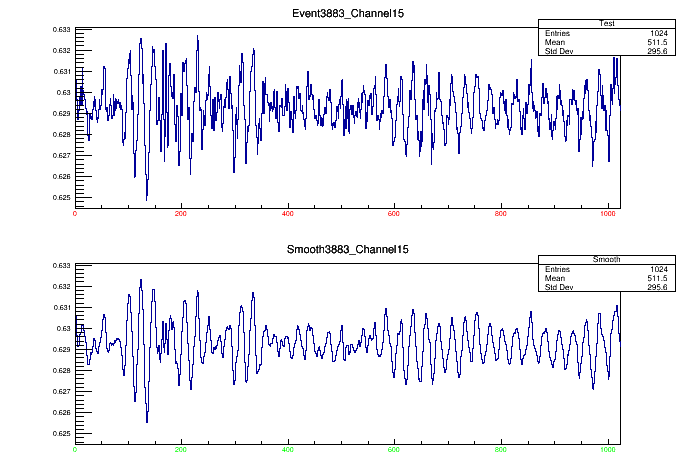 Event3883_Channel15
Test
Entries 1024
Mean 511.5
Std Dev 295.6
0.633
0.632
0.631
0.63
0.629
0.628
0.627
0.626
0.625
0 200 400 600 800 1000
Smooth3883_Channel15
Smooth
Entries 1024
Mean 511.5
Std Dev 295.6
0.633
0.632
0.631
0.63
0.629
0.628
0.627
0.626
0.625
0 200 400 600 800 1000